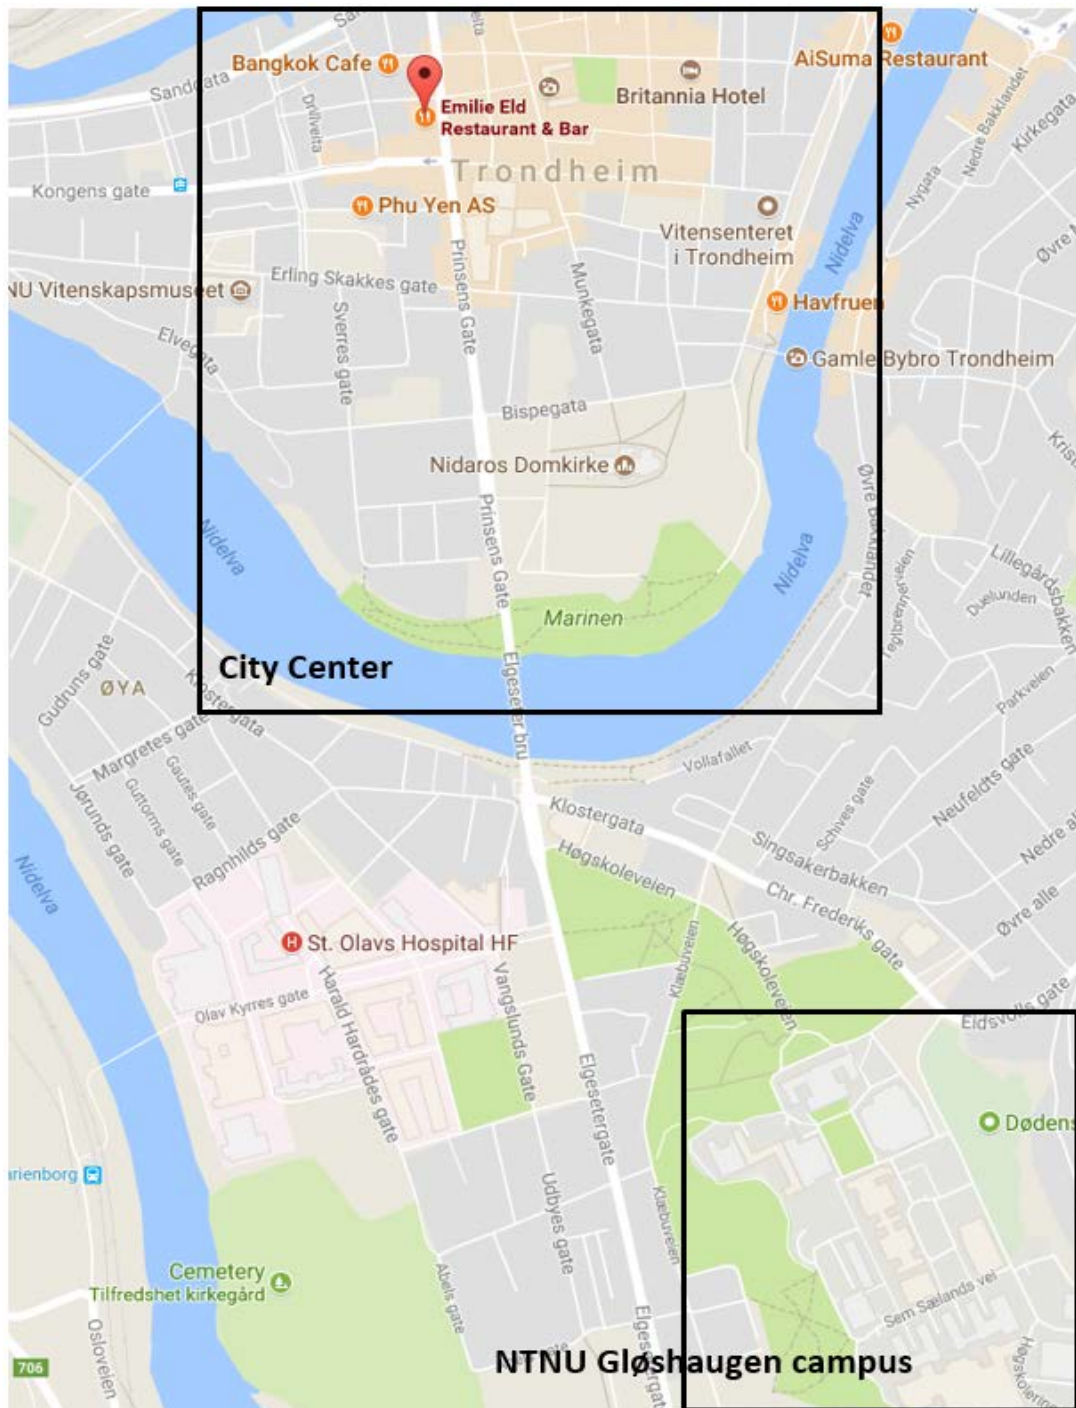 Bangkok Cafe
Sandgata
AiSuma Restaurant
Britannia Hotel
Emilie Eld
Restaurant & Bar
Nedre Bakklandet
Kirkegata
Trondheim
Kongens gate
Phu Yen AS
Nygata
Vitensenteret
i Trondheim
Nidelva
Prinsens Gate
Munkegata
Erling Skakkes gate
NU Vitenskapsmuseet
Havfruen
Sverres gate
Elvegata
Gamle Bybro Trondheim
Bispegata
Nidaros Domkirke
Øvre Bakklandet
Prinsens Gate
Nidelva
Nidelva
Lillegårdsbakken
Duelunden
Teglbrennerveien
Marinen
City Center
ØYA
Gudruns gate
Klostergata
Elgeseter bru
Parkveien
Margretes gate
Vollafallet
Gautes gate
Guttorms gate
Jørunds gate
Neufeldts gate
Schives gate
Klostergata
Ragnhilds gate
Singsakerbakken
Høgskoleveien
Nidelva
Chr. Frederiks gate
Øvre alle
St. Olavs Hospital HF
Klæbuveien
Høgskoleveien
Vangslunds Gate
Harald Hardrådes gate
Olav Kyrres gate
Eidsvolls gate
Elgesetergate
Dødens
arienborg
Udbyes gate
Klæbuveien
Cemetery
Tilfredshet kirkegård
Abels gate
Sem Sælands vei
Osloveien
706
NTNU Gløshaugen campus